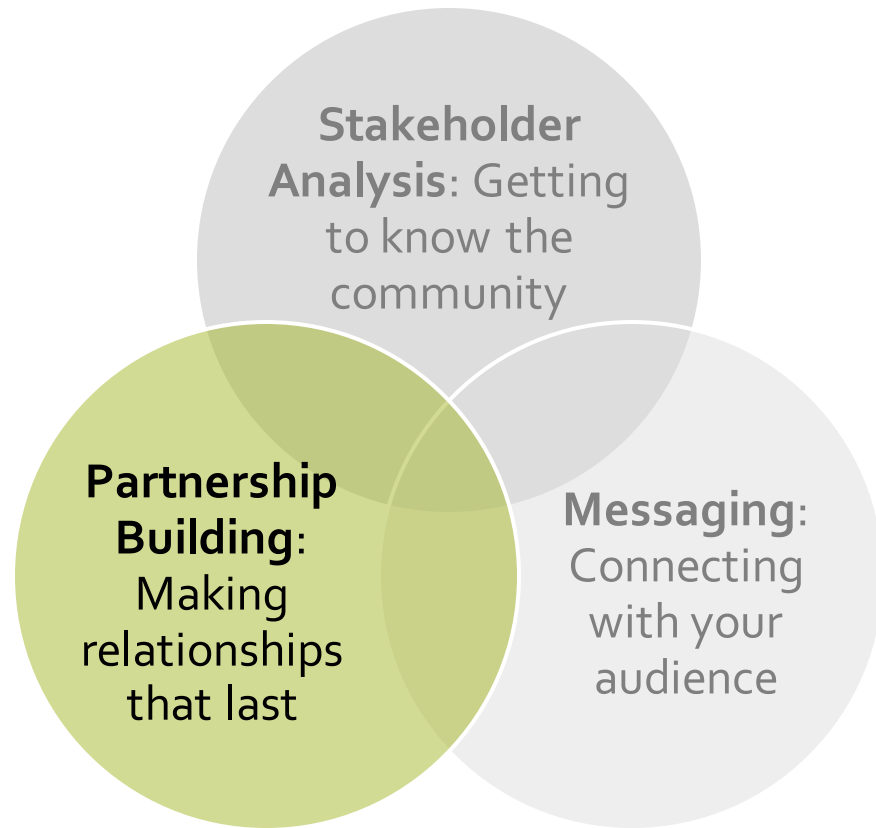 Stakeholder
Analysis: Getting
to know the
community
Partnership
Building:
Making
relationships
that last
Messaging:
Connecting
with your
audience